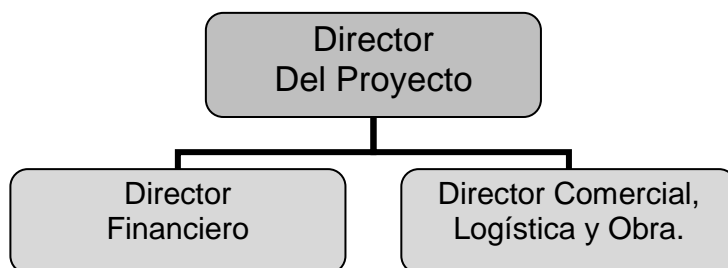 Director
Del Proyecto
Director
Financiero
Director Comercial,
Logística y Obra.